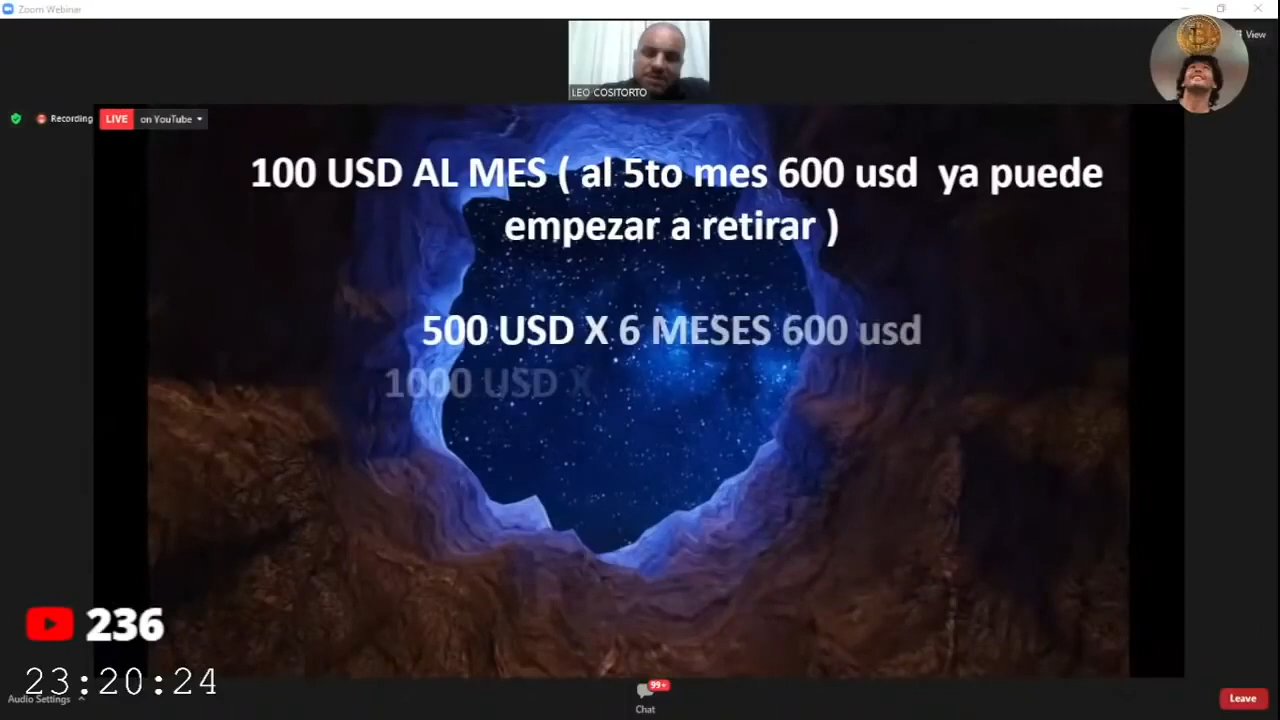 Zoom Webinar
View
LEO COSITORTO
Recording
LIVE
on YouTube
100 USD AL MES ( al 5to mes 600 usd ya puede
empezar a retirar )
500 USD X 6 MESES 600 usd
1000 USD X
236
23:20:24
Audio Settings
99+
Chat
Leave